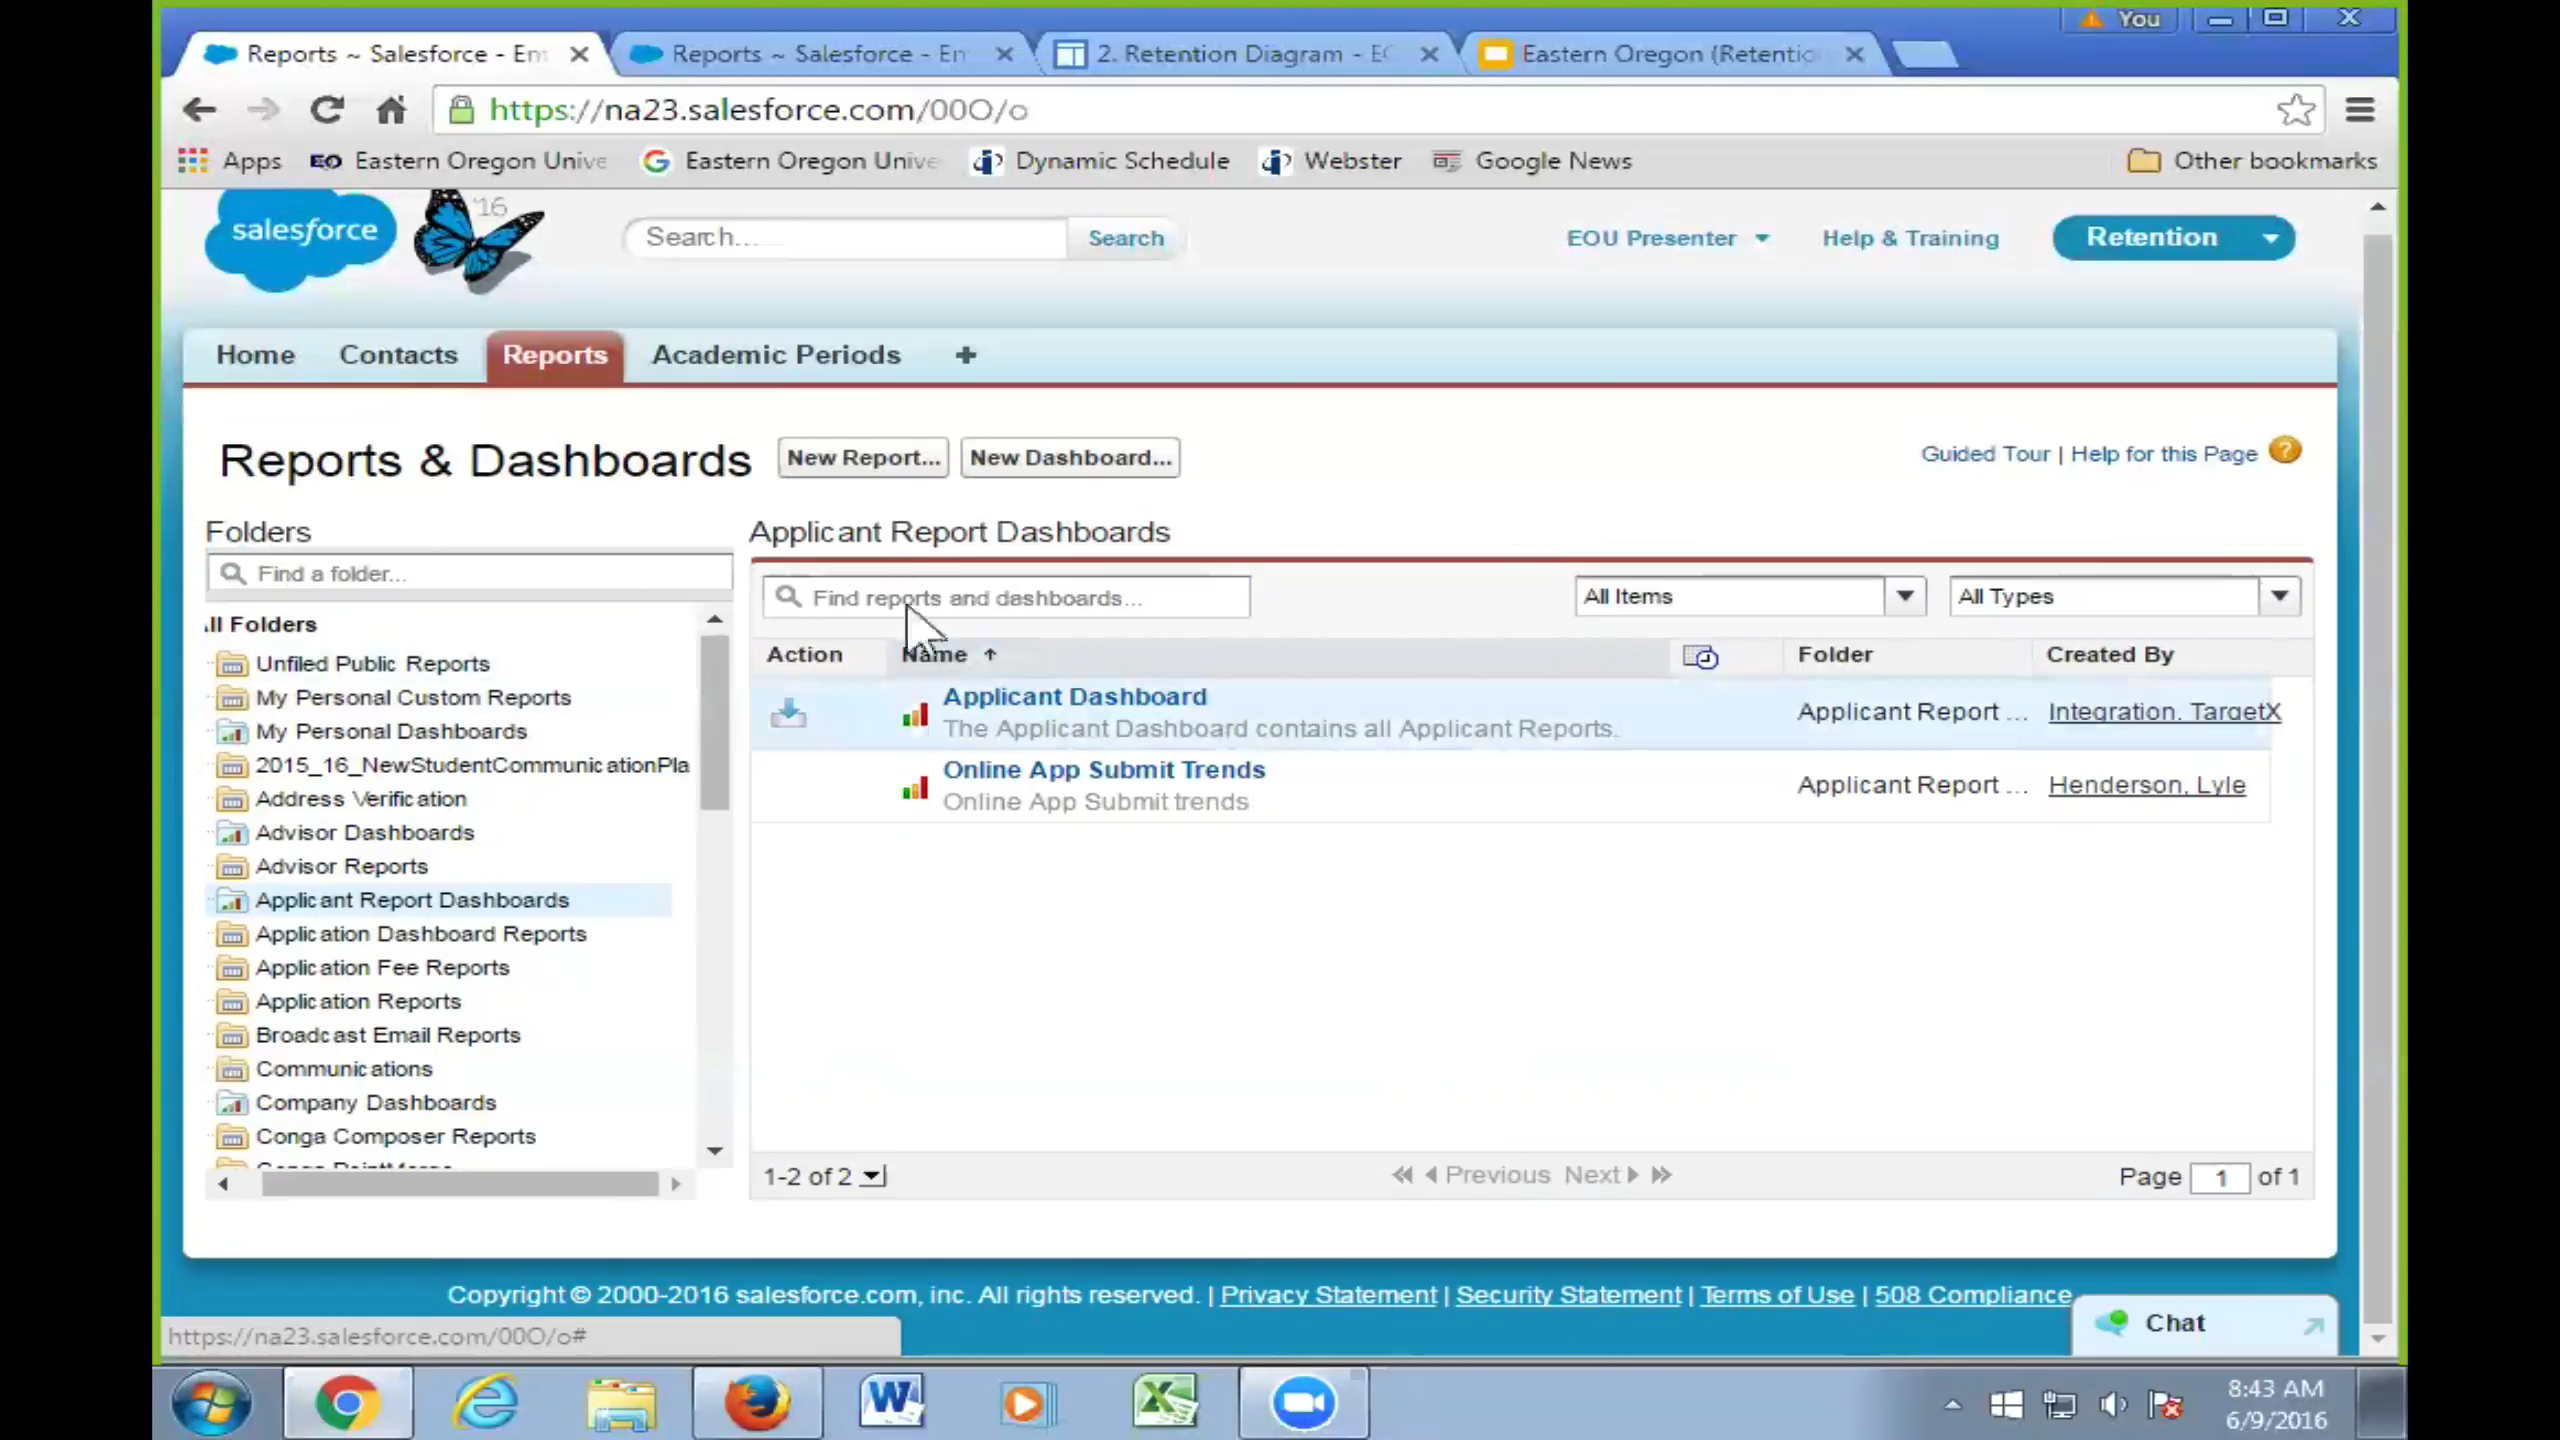 You
Reports ~ Salesforce - En
Reports ~ Salesforce - En
2. Retention Diagram - EO
Eastern Oregon (Retentio
https://na23.salesforce.com/00O/o
Apps
EO Eastern Oregon Unive
Eastern Oregon Unive
Dynamic Schedule
Webster
Google News
Other bookmarks
salesforce
'16
Search...
Search
EOU Presenter
Help & Training
Retention
Home
Contacts
Reports
Academic Periods
+
Reports & Dashboards
New Report...
New Dashboard...
Guided Tour | Help for this Page
Folders
Find a folder...
All Folders
Unfiled Public Reports
My Personal Custom Reports
My Personal Dashboards
2015_16_NewStudentCommunicationPla
Address Verification
Advisor Dashboards
Advisor Reports
Applicant Report Dashboards
Application Dashboard Reports
Application Fee Reports
Application Reports
Broadcast Email Reports
Communications
Company Dashboards
Conga Composer Reports
Applicant Report Dashboards
Find reports and dashboards...
All Items
All Types
Action
Name
Folder
Created By
Applicant Dashboard
The Applicant Dashboard contains all Applicant Reports.
Applicant Report ...
Integration, TargetX
Online App Submit Trends
Online App Submit trends
Applicant Report ...
Henderson, Lyle
1-2 of 2
Previous Next
Page 1 of 1
Copyright © 2000-2016 salesforce.com, inc. All rights reserved. | Privacy Statement | Security Statement | Terms of Use | 508 Compliance
Chat
https://na23.salesforce.com/00O/o#
8:43 AM
6/9/2016